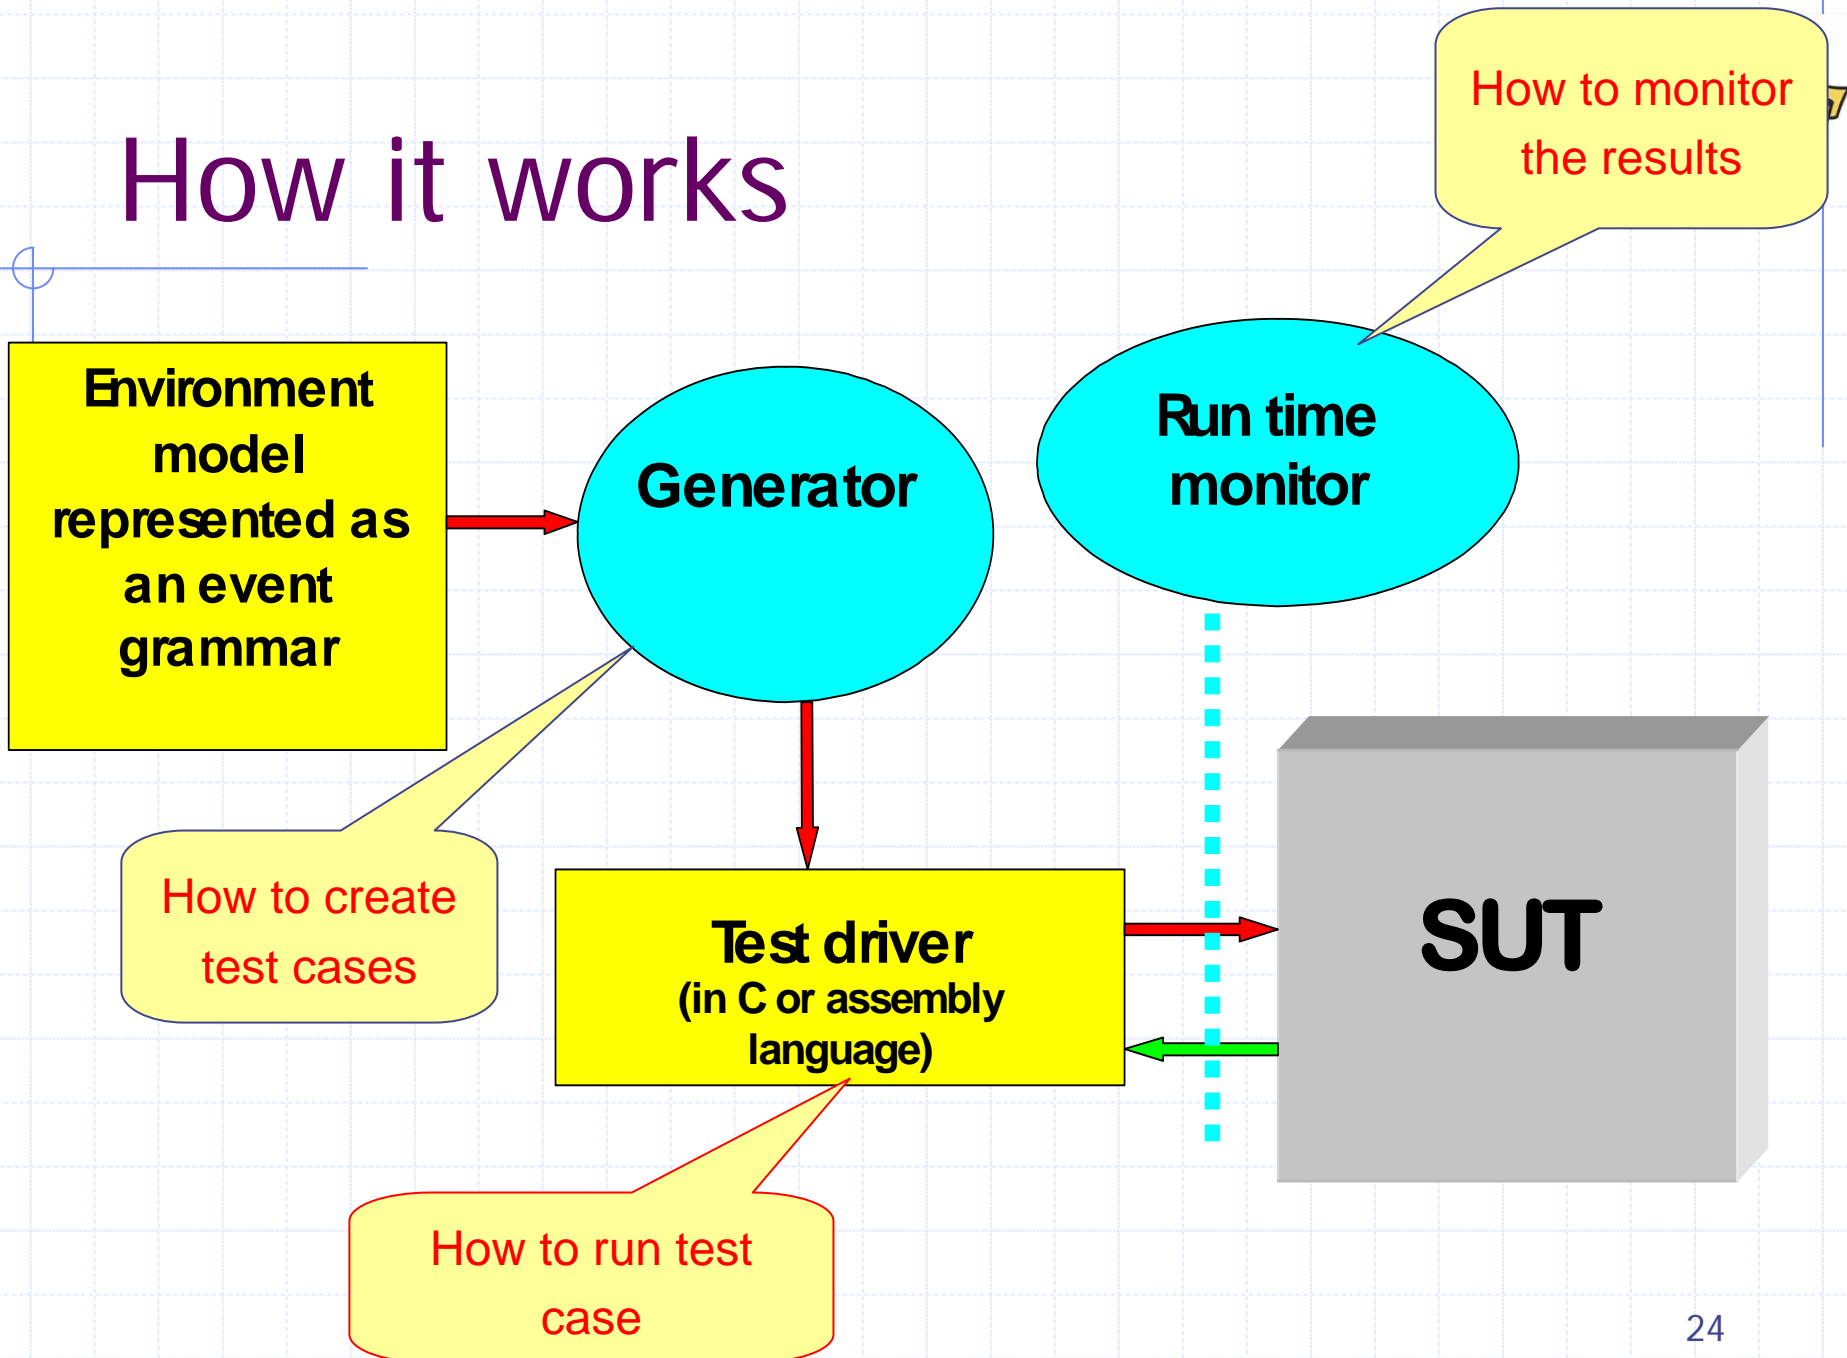 How to monitor
the results
How it works
Environment
model
represented as
an event
grammar
Generator
Run time
monitor
How to create
test cases
Test driver
(in C or assembly
language)
SUT
How to run test
case
24